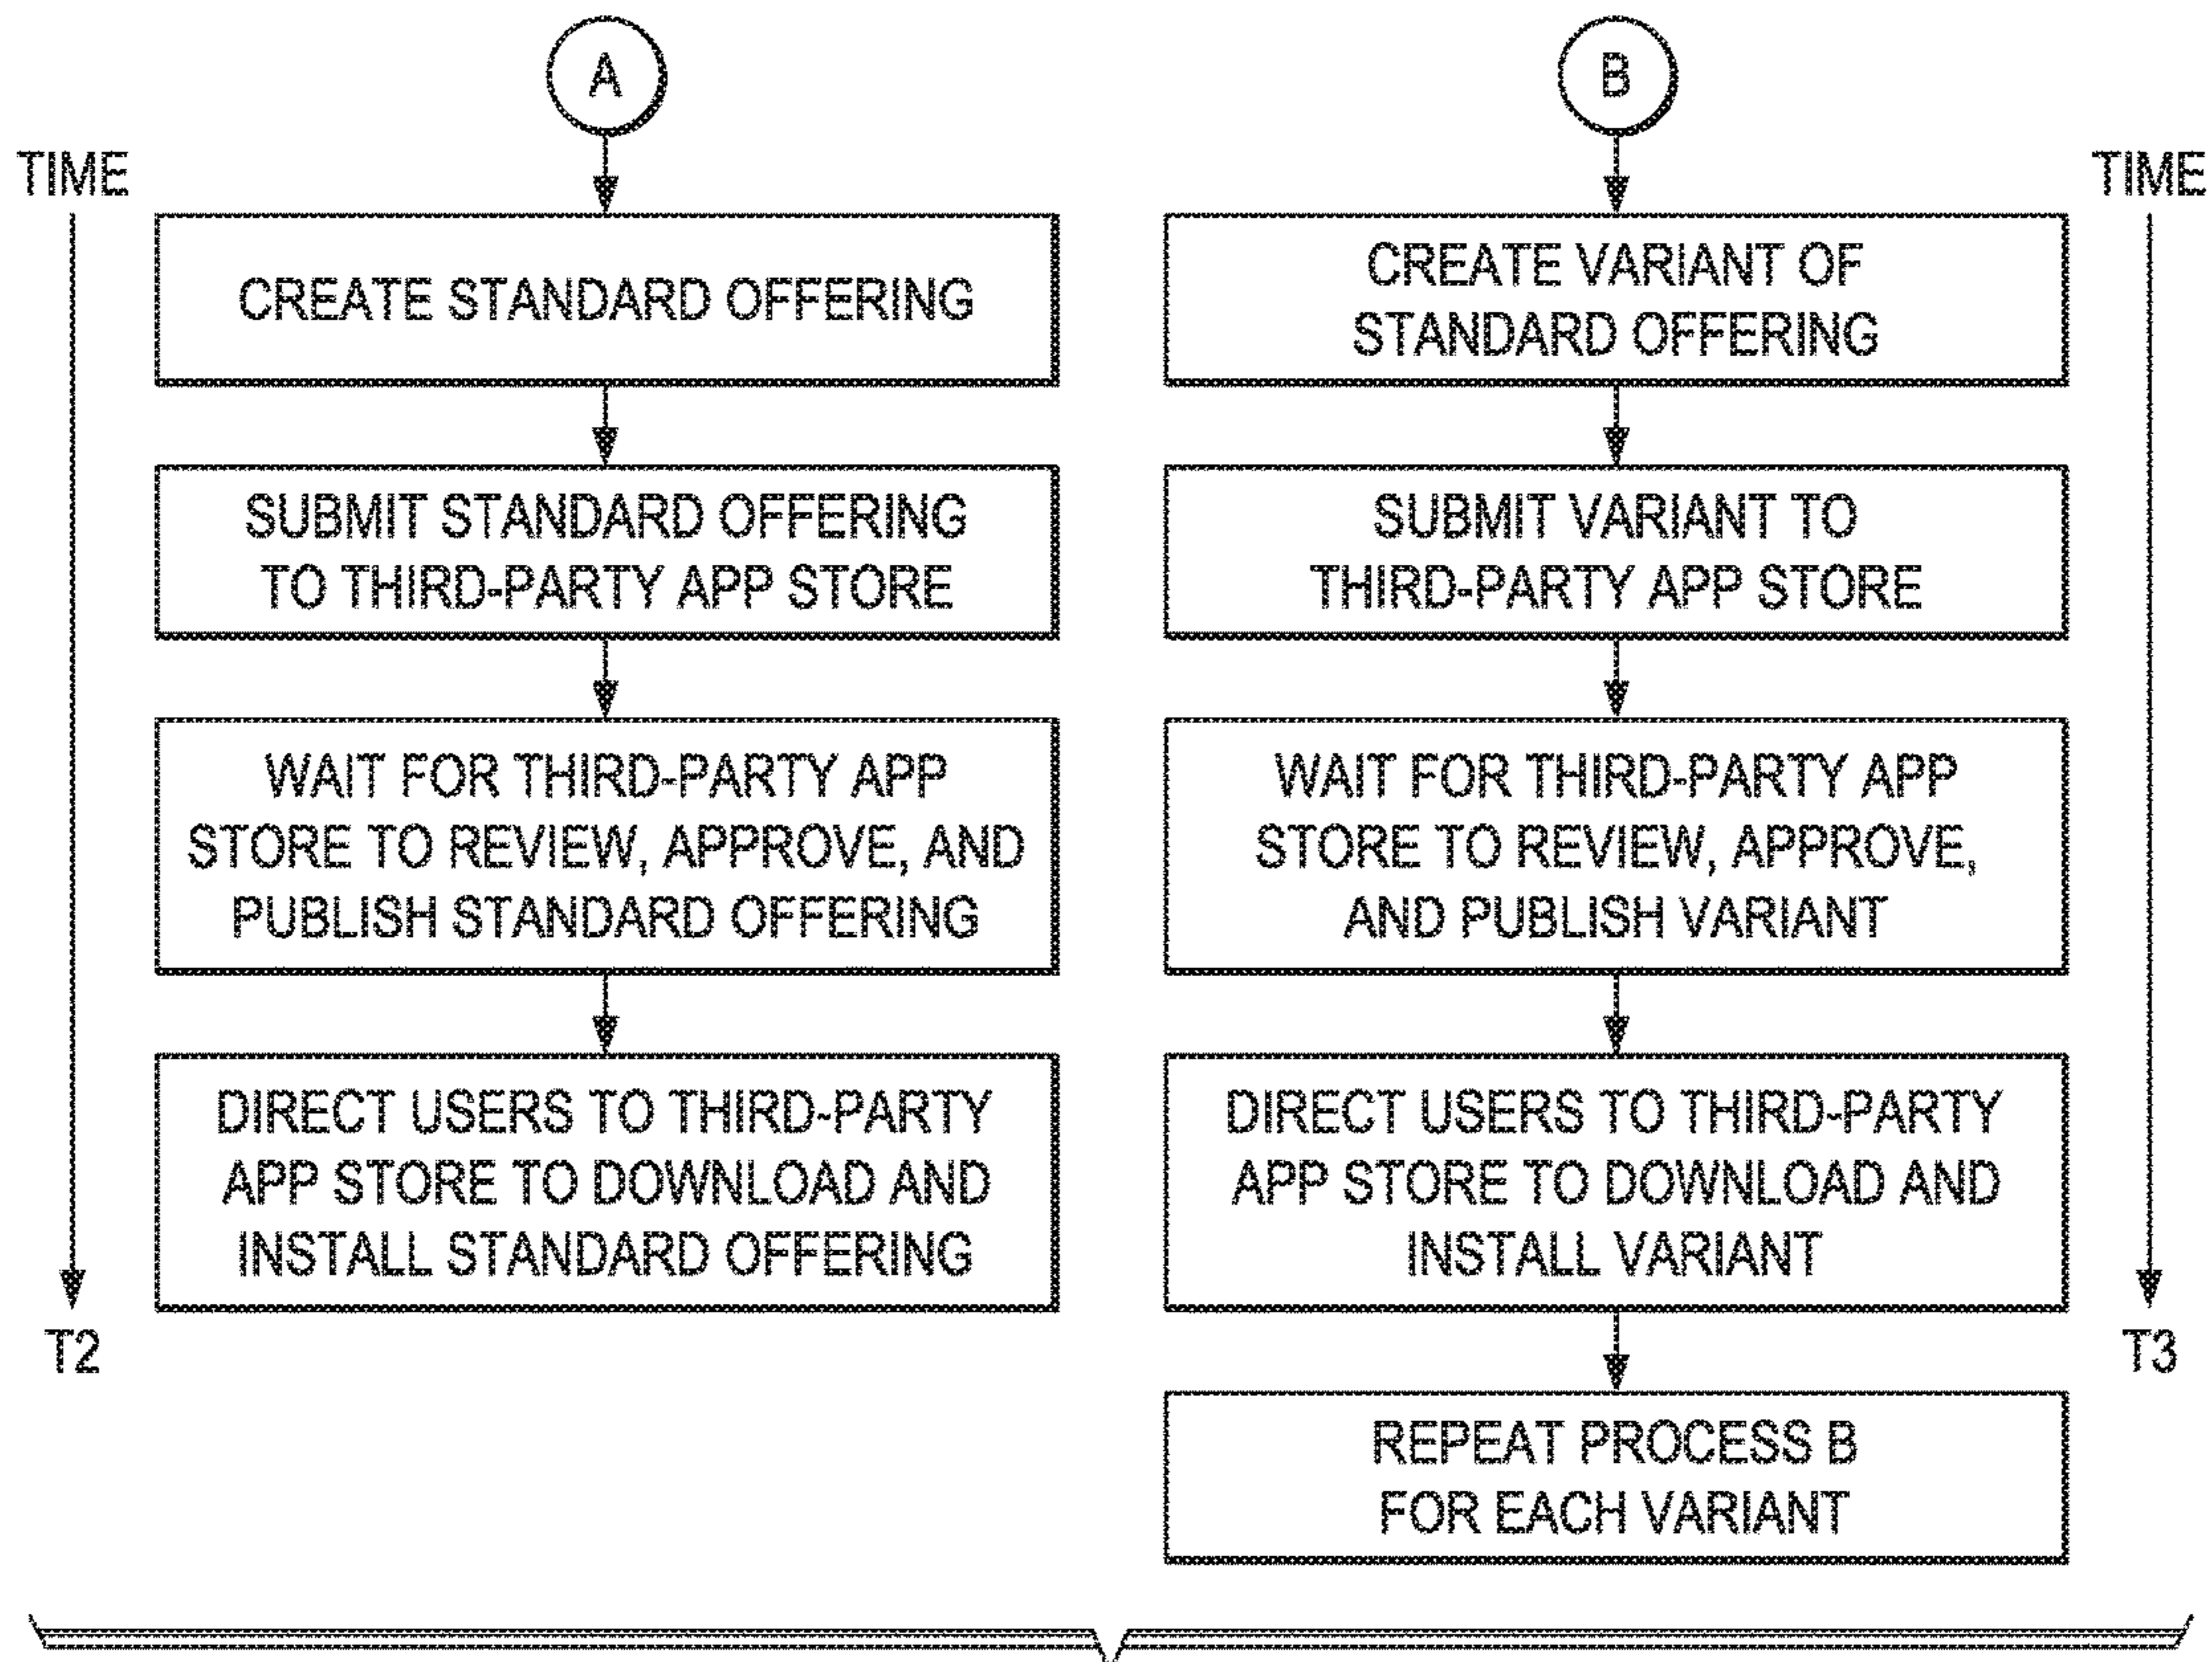 A
TIME
CREATE STANDARD OFFERING
SUBMIT STANDARD OFFERING
TO THIRD-PARTY APP STORE
WAIT FOR THIRD-PARTY APP
STORE TO REVIEW, APPROVE, AND
PUBLISH STANDARD OFFERING
DIRECT USERS TO THIRD-PARTY
APP STORE TO DOWNLOAD AND
INSTALL STANDARD OFFERING
T2
B
TIME
CREATE VARIANT OF
STANDARD OFFERING
SUBMIT VARIANT TO
THIRD-PARTY APP STORE
WAIT FOR THIRD-PARTY APP
STORE TO REVIEW, APPROVE,
AND PUBLISH VARIANT
DIRECT USERS TO THIRD-PARTY
APP STORE TO DOWNLOAD AND
INSTALL VARIANT
T3
REPEAT PROCESS B
FOR EACH VARIANT